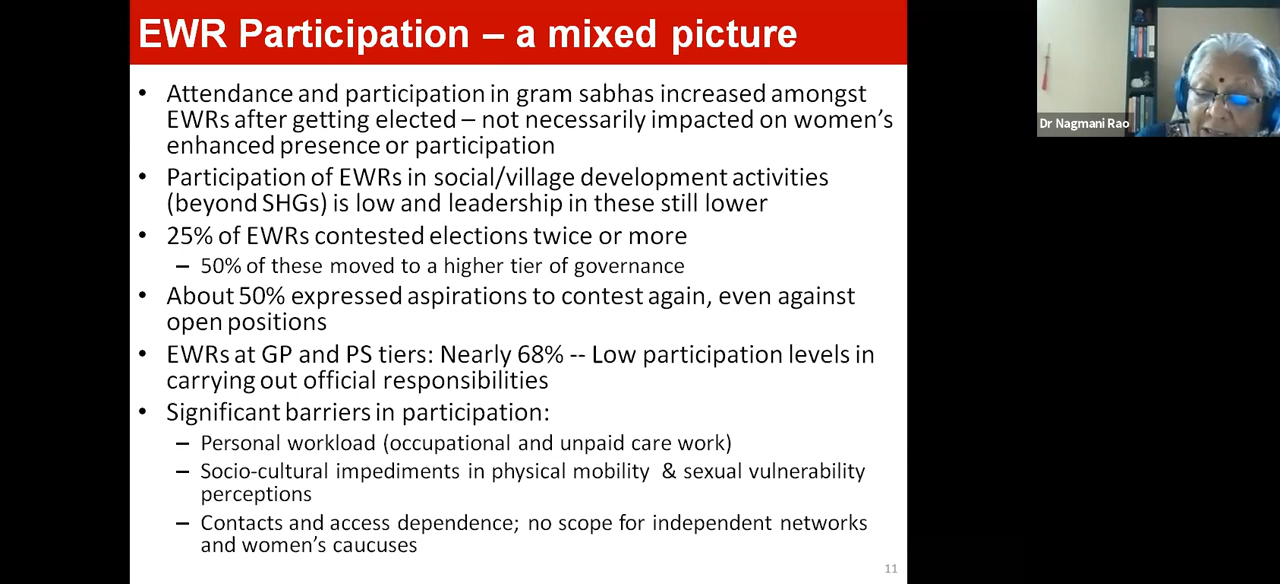 EWR Participation – a mixed picture
• Attendance and participation in gram sabhas increased amongst
EWRs after getting elected – not necessarily impacted on women's
enhanced presence or participation
• Participation of EWRs in social/village development activities
(beyond SHGs) is low and leadership in these still lower
• 25% of EWRs contested elections twice or more
– 50% of these moved to a higher tier of governance
• About 50% expressed aspirations to contest again, even against
open positions
• EWRs at GP and PS tiers: Nearly 68% -- Low participation levels in
carrying out official responsibilities
• Significant barriers in participation:
– Personal workload (occupational and unpaid care work)
– Socio-cultural impediments in physical mobility & sexual vulnerability
perceptions
– Contacts and access dependence; no scope for independent networks
and women's caucuses
11
Dr Nagmani Rao